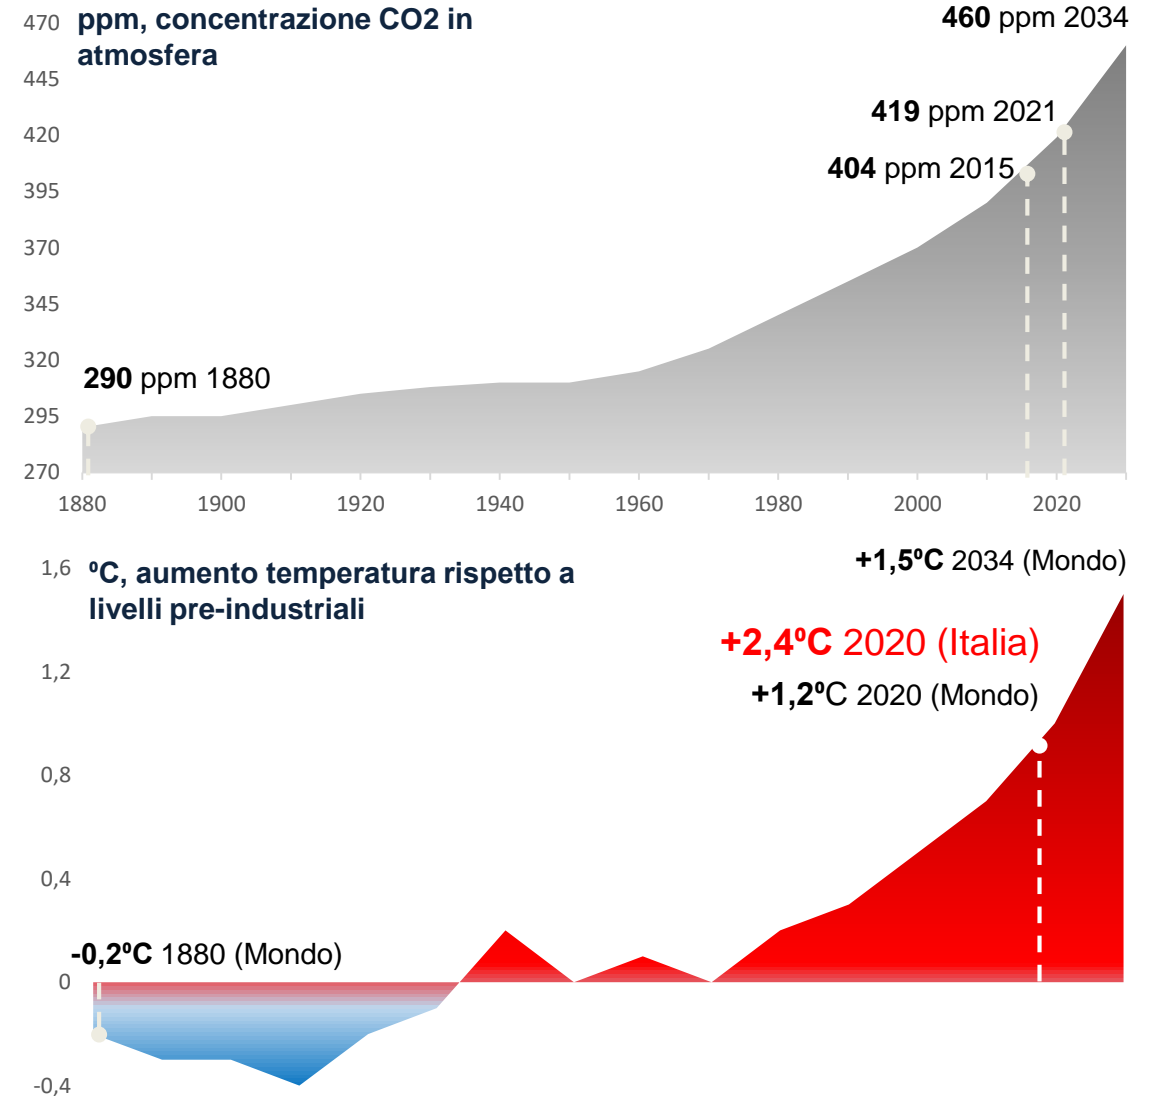 ppm, concentrazione CO2 in
atmosfera
460 ppm 2034
419 ppm 2021
404 ppm 2015
290 ppm 1880
470
445
420
395
370
345
320
295
270
1880
1900
1920
1940
1960
1980
2000
2020
ºC, aumento temperatura rispetto a
livelli pre-industriali
+1,5ºC 2034 (Mondo)
+2,4ºC 2020 (Italia)
+1,2ºC 2020 (Mondo)
-0,2ºC 1880 (Mondo)
1,6
1,2
0,8
0,4
0
-0,4